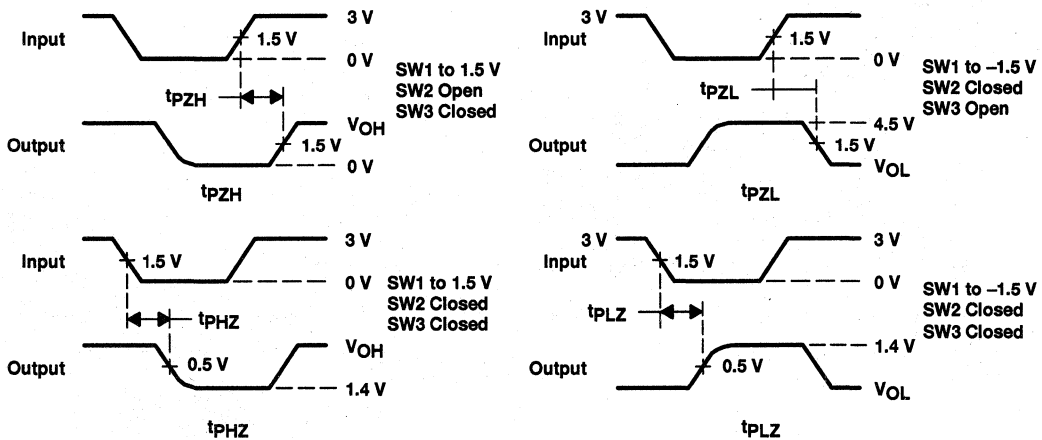 3 V
Input
1.5 V
0 V
SW1 to 1.5 V
SW2 Open
SW3 Closed
tPZH
VOH
Output
1.5 V
0 V
tPZH
3 V
Input
1.5 V
0 V
SW1 to –1.5 V
SW2 Closed
SW3 Open
tPZL
4.5 V
Output
1.5 V
VOL
tPZL
3 V
Input
1.5 V
0 V
SW1 to 1.5 V
SW2 Closed
SW3 Closed
tPHZ
VOH
Output
0.5 V
1.4 V
tPHZ
3 V
3 V
Input
1.5 V
0 V
SW1 to –1.5 V
SW2 Closed
SW3 Closed
tPLZ
1.4 V
Output
0.5 V
VOL
tPLZ